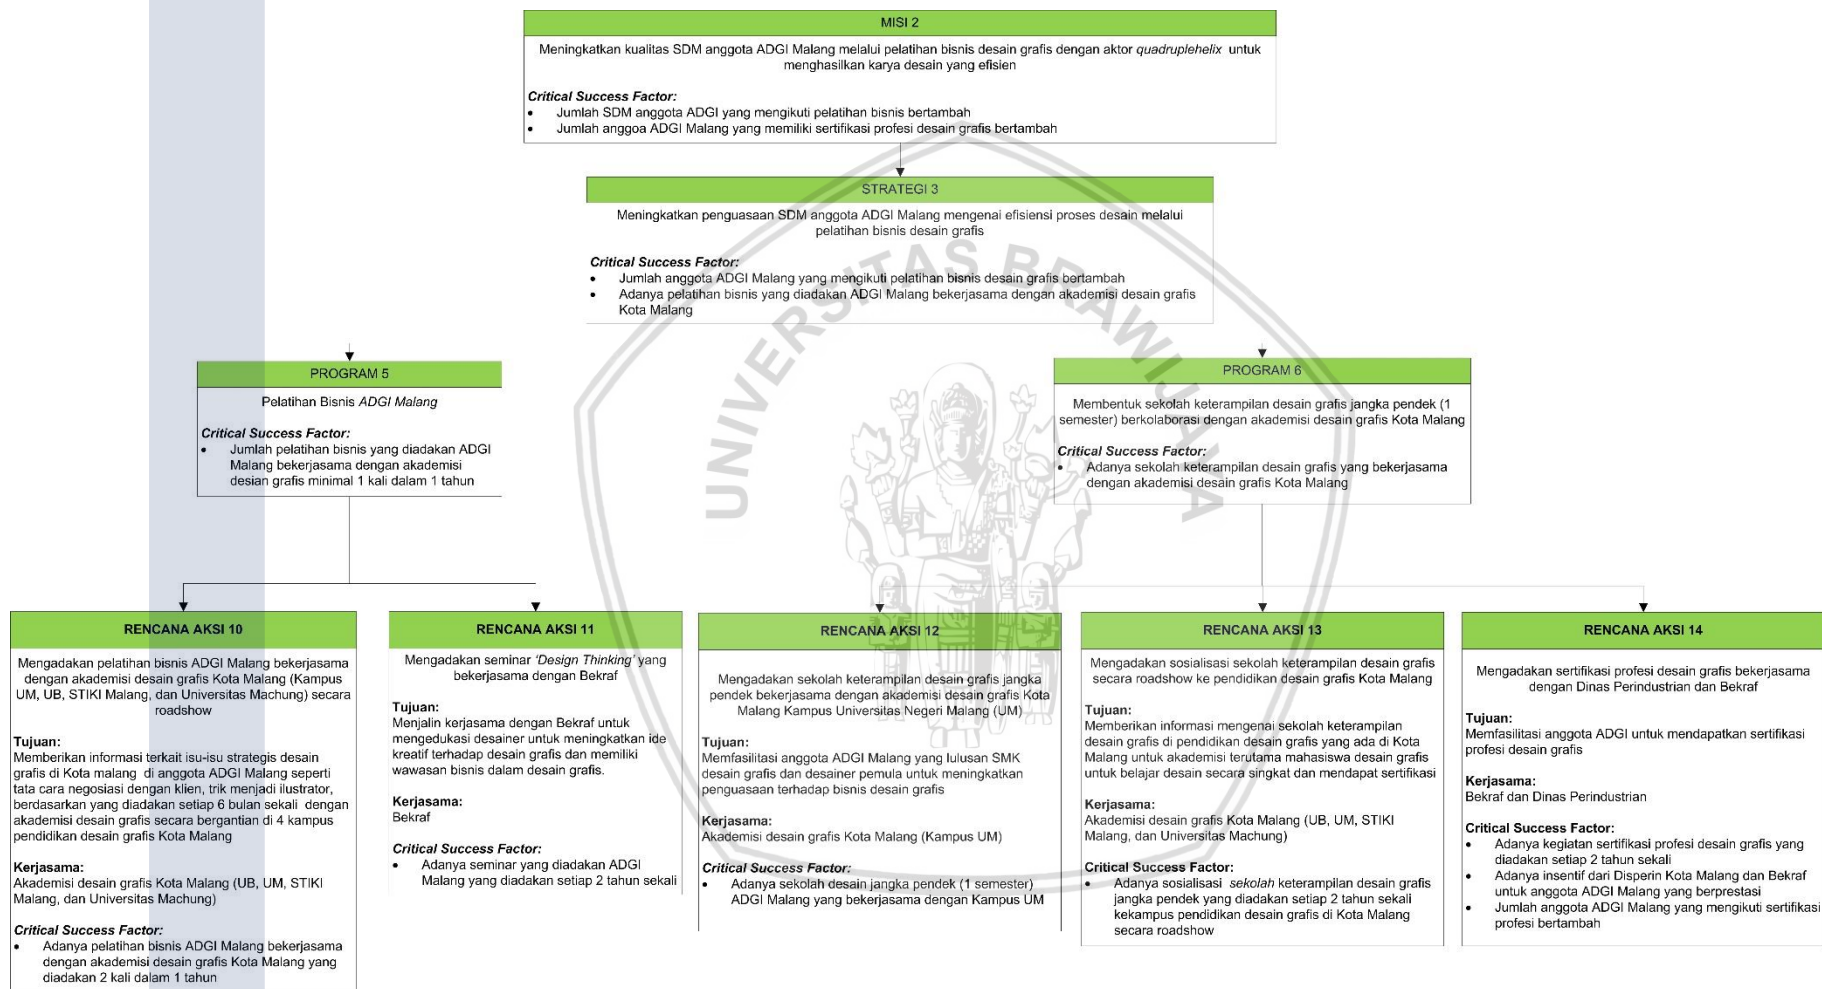 MISI 2
Meningkatkan kualitas SDM anggota ADGI Malang melalui pelatihan bisnis desain grafis dengan aktor quadruplehelix untuk
menghasilkan karya desain yang efisien
Critical Success Factor:
• Jumlah SDM anggota ADGI yang mengikuti pelatihan bisnis bertambah
• Jumlah anggoa ADGI Malang yang memiliki sertifikasi profesi desain grafis bertambah
STRATEGI 3
Meningkatkan penguasaan SDM anggota ADGI Malang mengenai efisiensi proses desain melalui
pelatihan bisnis desain grafis
Critical Success Factor:
• Jumlah anggota ADGI Malang yang mengikuti pelatihan bisnis desain grafis bertambah
• Adanya pelatihan bisnis yang diadakan ADGI Malang bekerjasama dengan akademisi desain grafis
Kota Malang
PROGRAM 5
Pelatihan Bisnis ADGI Malang
Critical Success Factor:
• Jumlah pelatihan bisnis yang diadakan ADGI
Malang bekerjasama dengan akademisi
desian grafis minimal 1 kali dalam 1 tahun
PROGRAM 6
Membentuk sekolah keterampilan desain grafis jangka pendek (1
semester) berkolaborasi dengan akademisi desain grafis Kota Malang
Critical Success Factor:
• Adanya sekolah keterampilan desain grafis yang bekerjasama
dengan akademisi desain grafis Kota Malang
RENCANA AKSI 10
Mengadakan pelatihan bisnis ADGI Malang bekerjasama
dengan akademisi desain grafis Kota Malang (Kampus
UM, UB, STIKI Malang, dan Universitas Machung) secara
roadshow
Tujuan:
Memberikan informasi terkait isu-isu strategis desain
grafis di Kota malang di anggota ADGI Malang seperti
tata cara negosiasi dengan klien, trik menjadi ilustrator,
berdasarkan yang diadakan setiap 6 bulan sekali dengan
akademisi desain grafis secara bergantian di 4 kampus
pendidikan desain grafis Kota Malang
Kerjasama:
Akademisi desain grafis Kota Malang (UB, UM, STIKI
Malang, dan Universitas Machung)
Critical Success Factor:
• Adanya pelatihan bisnis ADGI Malang bekerjasama
dengan akademisi desain grafis Kota Malang yang
diadakan 2 kali dalam 1 tahun
RENCANA AKSI 11
Mengadakan seminar 'Design Thinking' yang
bekerjasama dengan Bekraf
Tujuan:
Menjalin kerjasama dengan Bekraf untuk
mengedukasi desainer untuk meningkatkan ide
kreatif terhadap desain grafis dan memiliki
wawasan bisnis dalam desain grafis.
Kerjasama:
Bekraf
Critical Success Factor:
• Adanya seminar yang diadakan ADGI
Malang yang diadakan setiap 2 tahun sekali
RENCANA AKSI 12
Mengadakan sekolah keterampilan desain grafis jangka
pendek bekerjasama dengan akademisi desain grafis Kota
Malang Kampus Universitas Negeri Malang (UM)
Tujuan:
Memfasilitasi anggota ADGI Malang yang lulusan SMK
desain grafis dan desainer pemula untuk meningkatkan
penguasaan terhadap bisnis desain grafis
Kerjasama:
Akademisi desain grafis Kota Malang (Kampus UM)
Critical Success Factor:
• Adanya sekolah desain jangka pendek (1 semester)
ADGI Malang yang bekerjasama dengan Kampus UM
RENCANA AKSI 13
Mengadakan sosialisasi sekolah keterampilan desain grafis
secara roadshow ke pendidikan desain grafis Kota Malang
Tujuan:
Memberikan informasi mengenai sekolah keterampilan
desain grafis di pendidikan desain grafis yang ada di Kota
Malang untuk akademisi terutama mahasiswa desain grafis
untuk belajar desain secara singkat dan mendapat sertifikasi
Kerjasama:
Akademisi desain grafis Kota Malang (UB, UM, STIKI
Malang, dan Universitas Machung)
Critical Success Factor:
• Adanya sosialisasi sekolah keterampilan desain grafis
jangka pendek yang diadakan setiap 2 tahun sekali
kekampus pendidikan desain grafis di Kota Malang
secara roadshow
RENCANA AKSI 14
Mengadakan sertifikasi profesi desain grafis bekerjasama
dengan Dinas Perindustrian dan Bekraf
Tujuan:
Memfasilitasi anggota ADGI untuk mendapatkan sertifikasi
profesi desain grafis
Kerjasama:
Bekraf dan Dinas Perindustrian
Critical Success Factor:
• Adanya kegiatan sertifikasi profesi desain grafis yang
diadakan setiap 2 tahun sekali
• Adanya insentif dari Disperin Kota Malang dan Bekraf
untuk anggota ADGI Malang yang berprestasi
• Jumlah anggota ADGI Malang yang mengikuti sertifikasi
profesi bertambah
UNIVERSITAS BRAWIJAYA